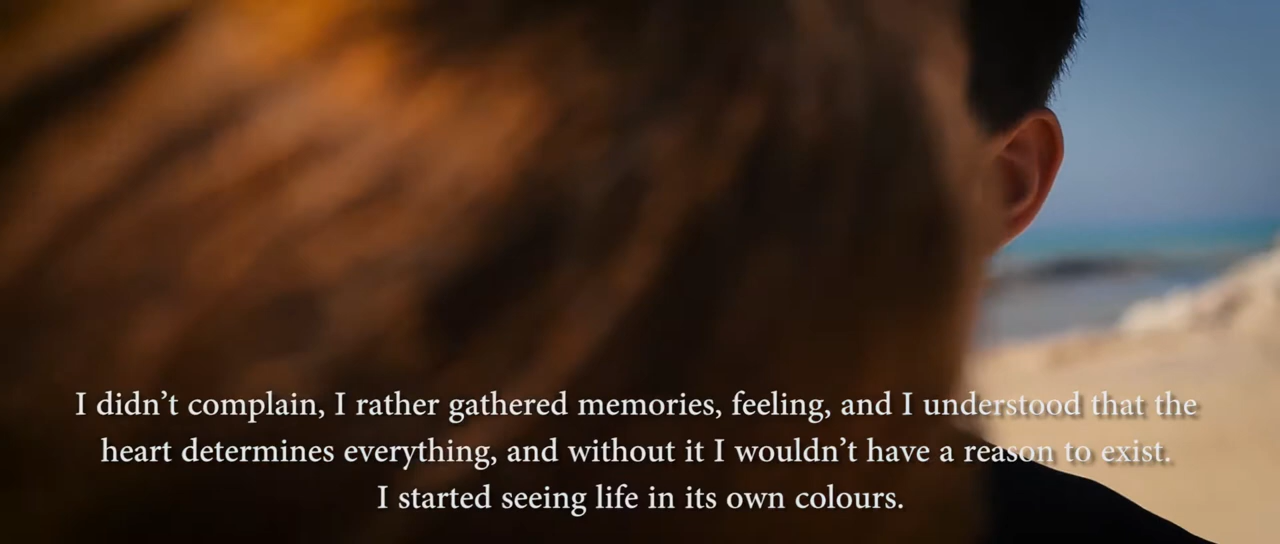 I didn’t complain, I rather gathered memories, feeling, and I understood that the
heart determines everything, and without it I wouldn’t have a reason to exist.
I started seeing life in its own colours.